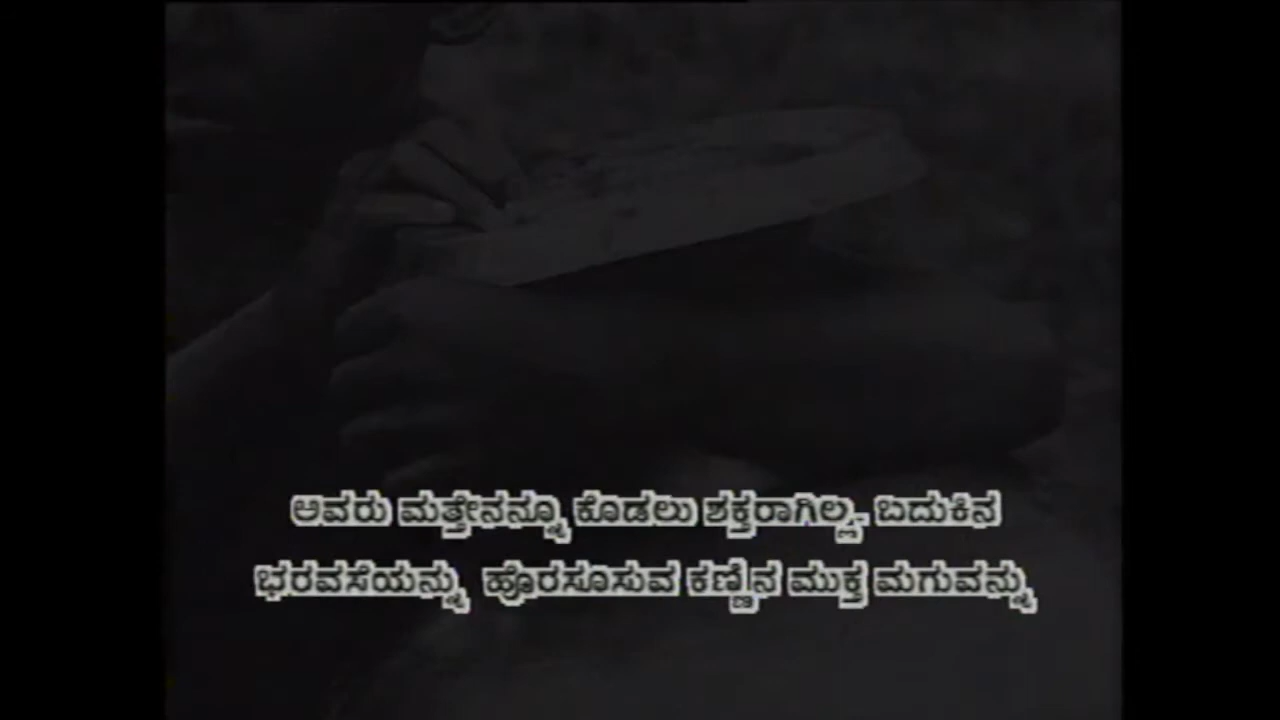 ಅವರು ಮತ್ತೇನನ್ನೂ ಕೊಡಲು ಶಕ್ತರಾಗಿಲ್ಲ- ಬದುಕಿನ
ಭರವಸೆಯನ್ನು ಹೊರಸೂಸುವ ಕಣ್ಣಿನ ಮುಕ್ತ ಮಗುವನ್ನು